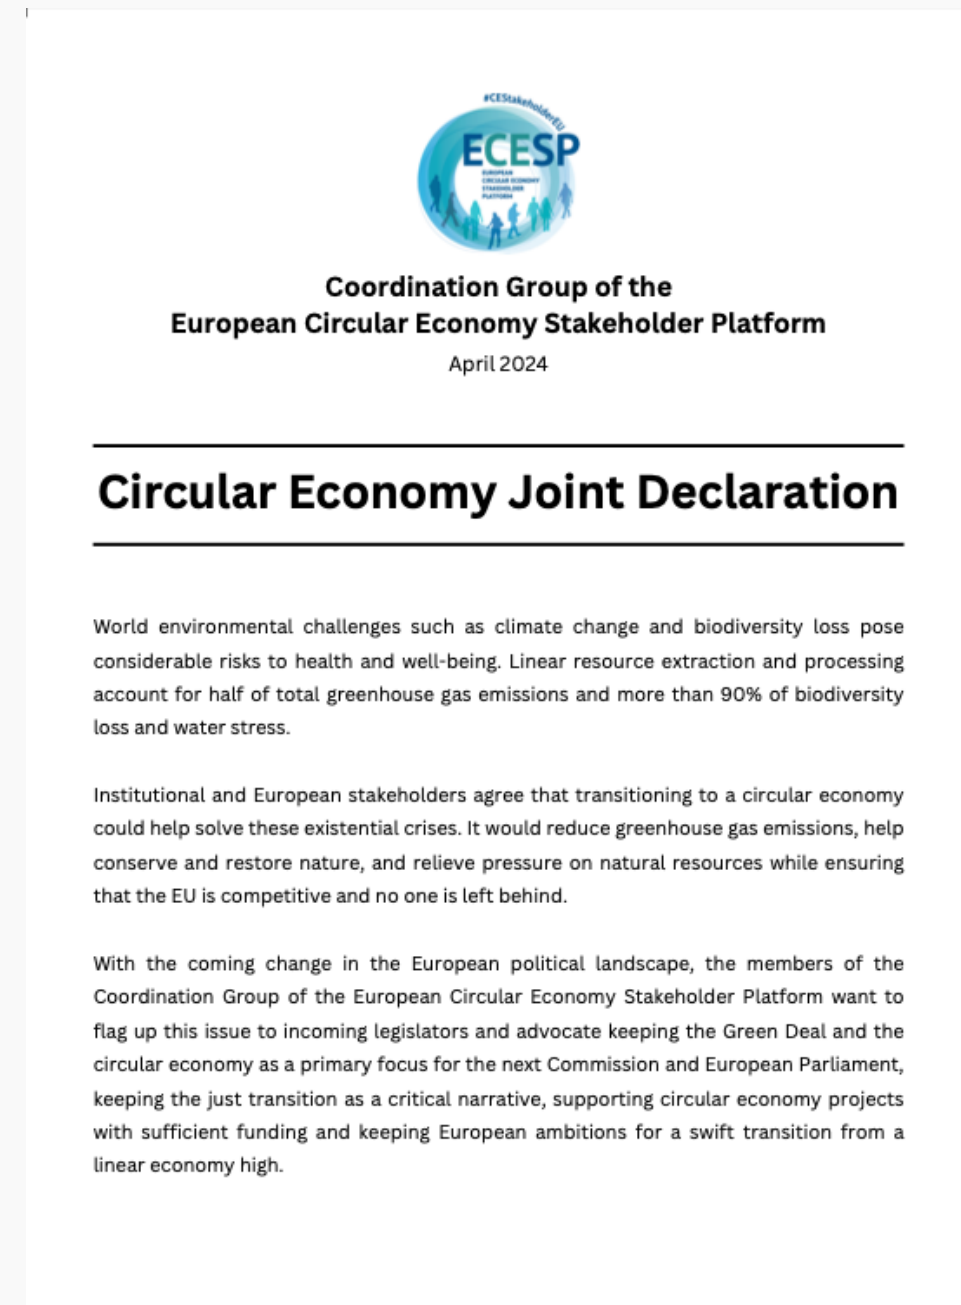 #CEStakeholderEU
ECESP
EUROPEAN
CIRCULAR ECONOMY
STAKEHOLDER
PLATFORM
Coordination Group of the
European Circular Economy Stakeholder Platform
April 2024
Circular Economy Joint Declaration
World environmental challenges such as climate change and biodiversity loss pose
considerable risks to health and well-being. Linear resource extraction and processing
account for half of total greenhouse gas emissions and more than 90% of biodiversity
loss and water stress.
Institutional and European stakeholders agree that transitioning to a circular economy
could help solve these existential crises. It would reduce greenhouse gas emissions, help
conserve and restore nature, and relieve pressure on natural resources while ensuring
that the EU is competitive and no one is left behind.
With the coming change in the European political landscape, the members of the
Coordination Group of the European Circular Economy Stakeholder Platform want to
flag up this issue to incoming legislators and advocate keeping the Green Deal and the
circular economy as a primary focus for the next Commission and European Parliament,
keeping the just transition as a critical narrative, supporting circular economy projects
with sufficient funding and keeping European ambitions for a swift transition from a
linear economy high.